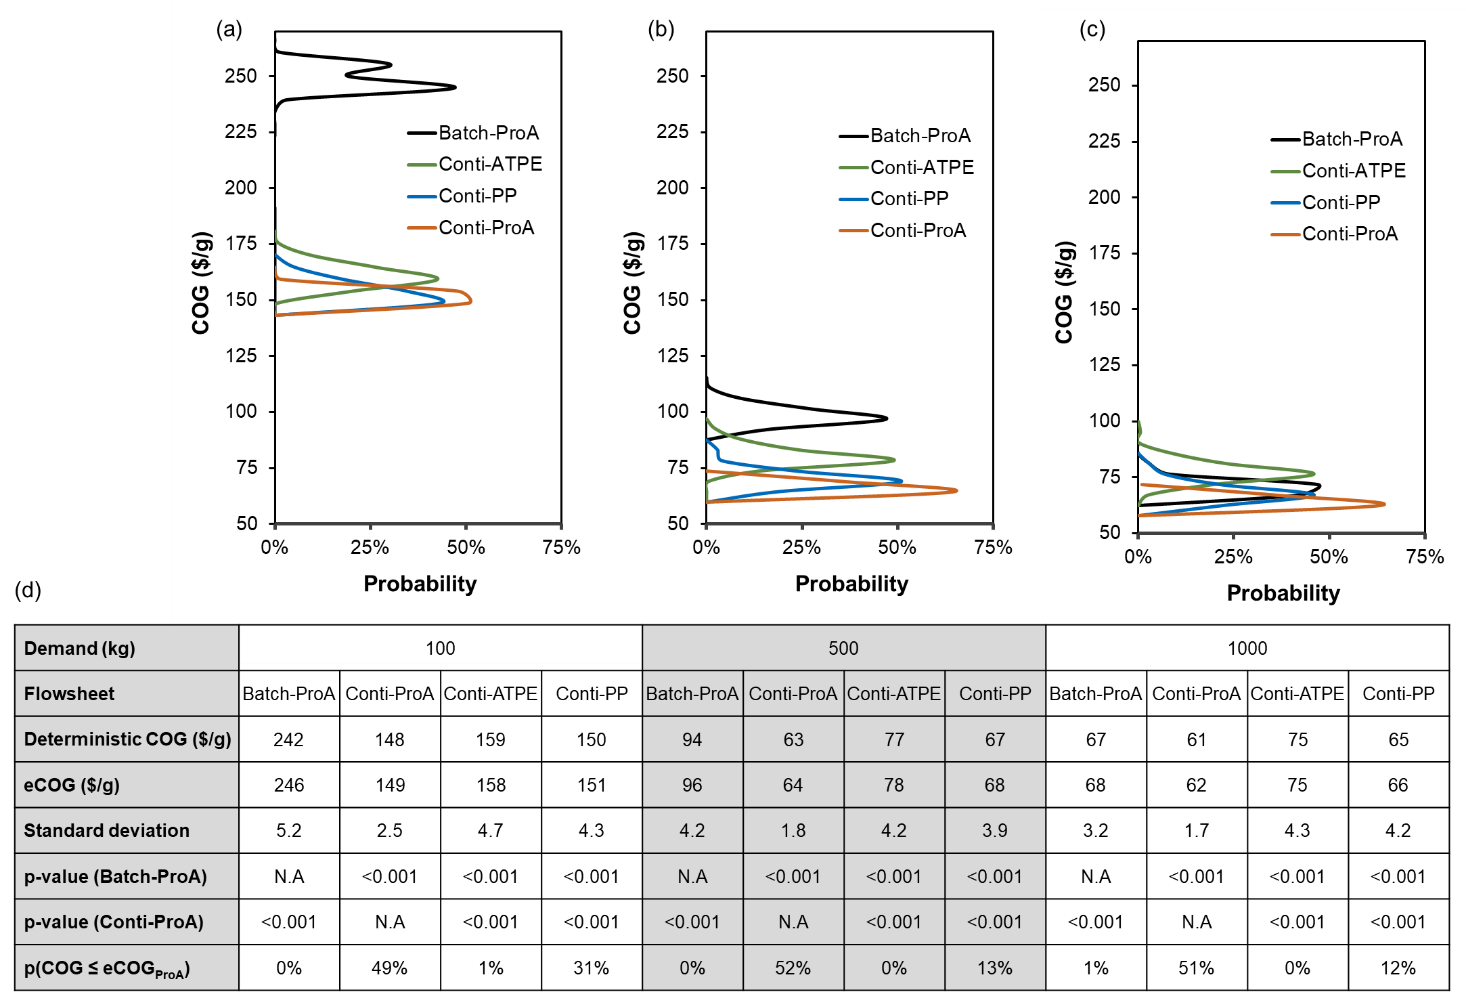 (a)
250
225
200
175
150
125
100
75
50
COG ($/g)
Batch-ProA
Conti-ATPE
Conti-PP
Conti-ProA
0% 25% 50% 75%
Probability
(b)
250
225
200
175
150
125
100
75
50
COG ($/g)
Batch-ProA
Conti-ATPE
Conti-PP
Conti-ProA
0% 25% 50% 75%
Probability
(c)
250
225
200
175
150
125
100
75
50
COG ($/g)
Batch-ProA
Conti-ATPE
Conti-PP
Conti-ProA
0% 25% 50% 75%
Probability
(d)
Demand (kg) 100 500 1000
Flowsheet Batch-ProA Conti-ProA Conti-ATPE Conti-PP Batch-ProA Conti-ProA Conti-ATPE Conti-PP Batch-ProA Conti-ProA Conti-ATPE Conti-PP
Deterministic COG ($/g) 242 148 159 150 94 63 77 67 67 61 75 65
eCOG ($/g) 246 149 158 151 96 64 78 68 68 62 75 66
Standard deviation 5.2 2.5 4.7 4.3 4.2 1.8 4.2 3.9 3.2 1.7 4.3 4.2
p-value (Batch-ProA) N.A <0.001 <0.001 <0.001 N.A <0.001 <0.001 <0.001 N.A <0.001 <0.001 <0.001
p-value (Conti-ProA) <0.001 N.A <0.001 <0.001 <0.001 N.A <0.001 <0.001 <0.001 N.A <0.001 <0.001
p(COG ≤ eCOGProA) 0% 49% 1% 31% 0% 52% 0% 13% 1% 51% 0% 12%